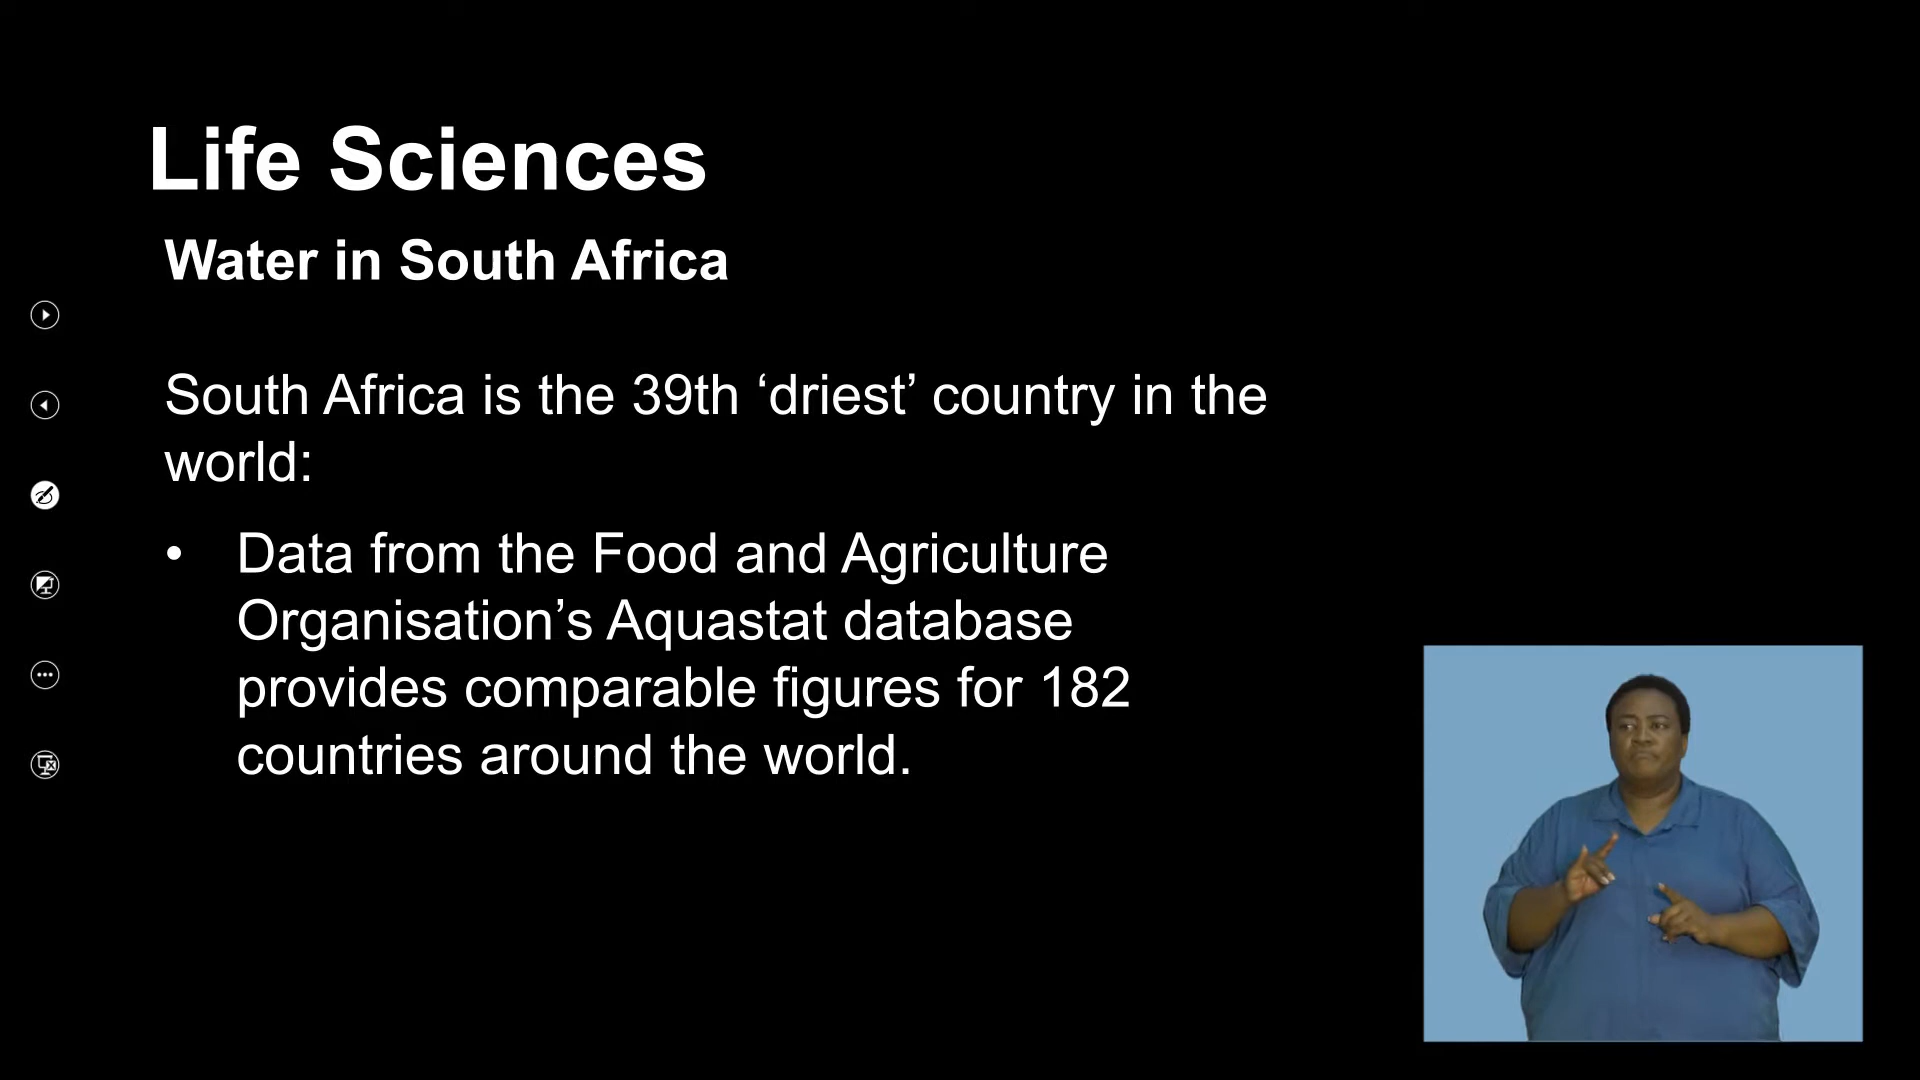 Life Sciences
Water in South Africa
South Africa is the 39th ‘driest’ country in the
world:
• Data from the Food and Agriculture
Organisation’s Aquastat database
provides comparable figures for 182
countries around the world.